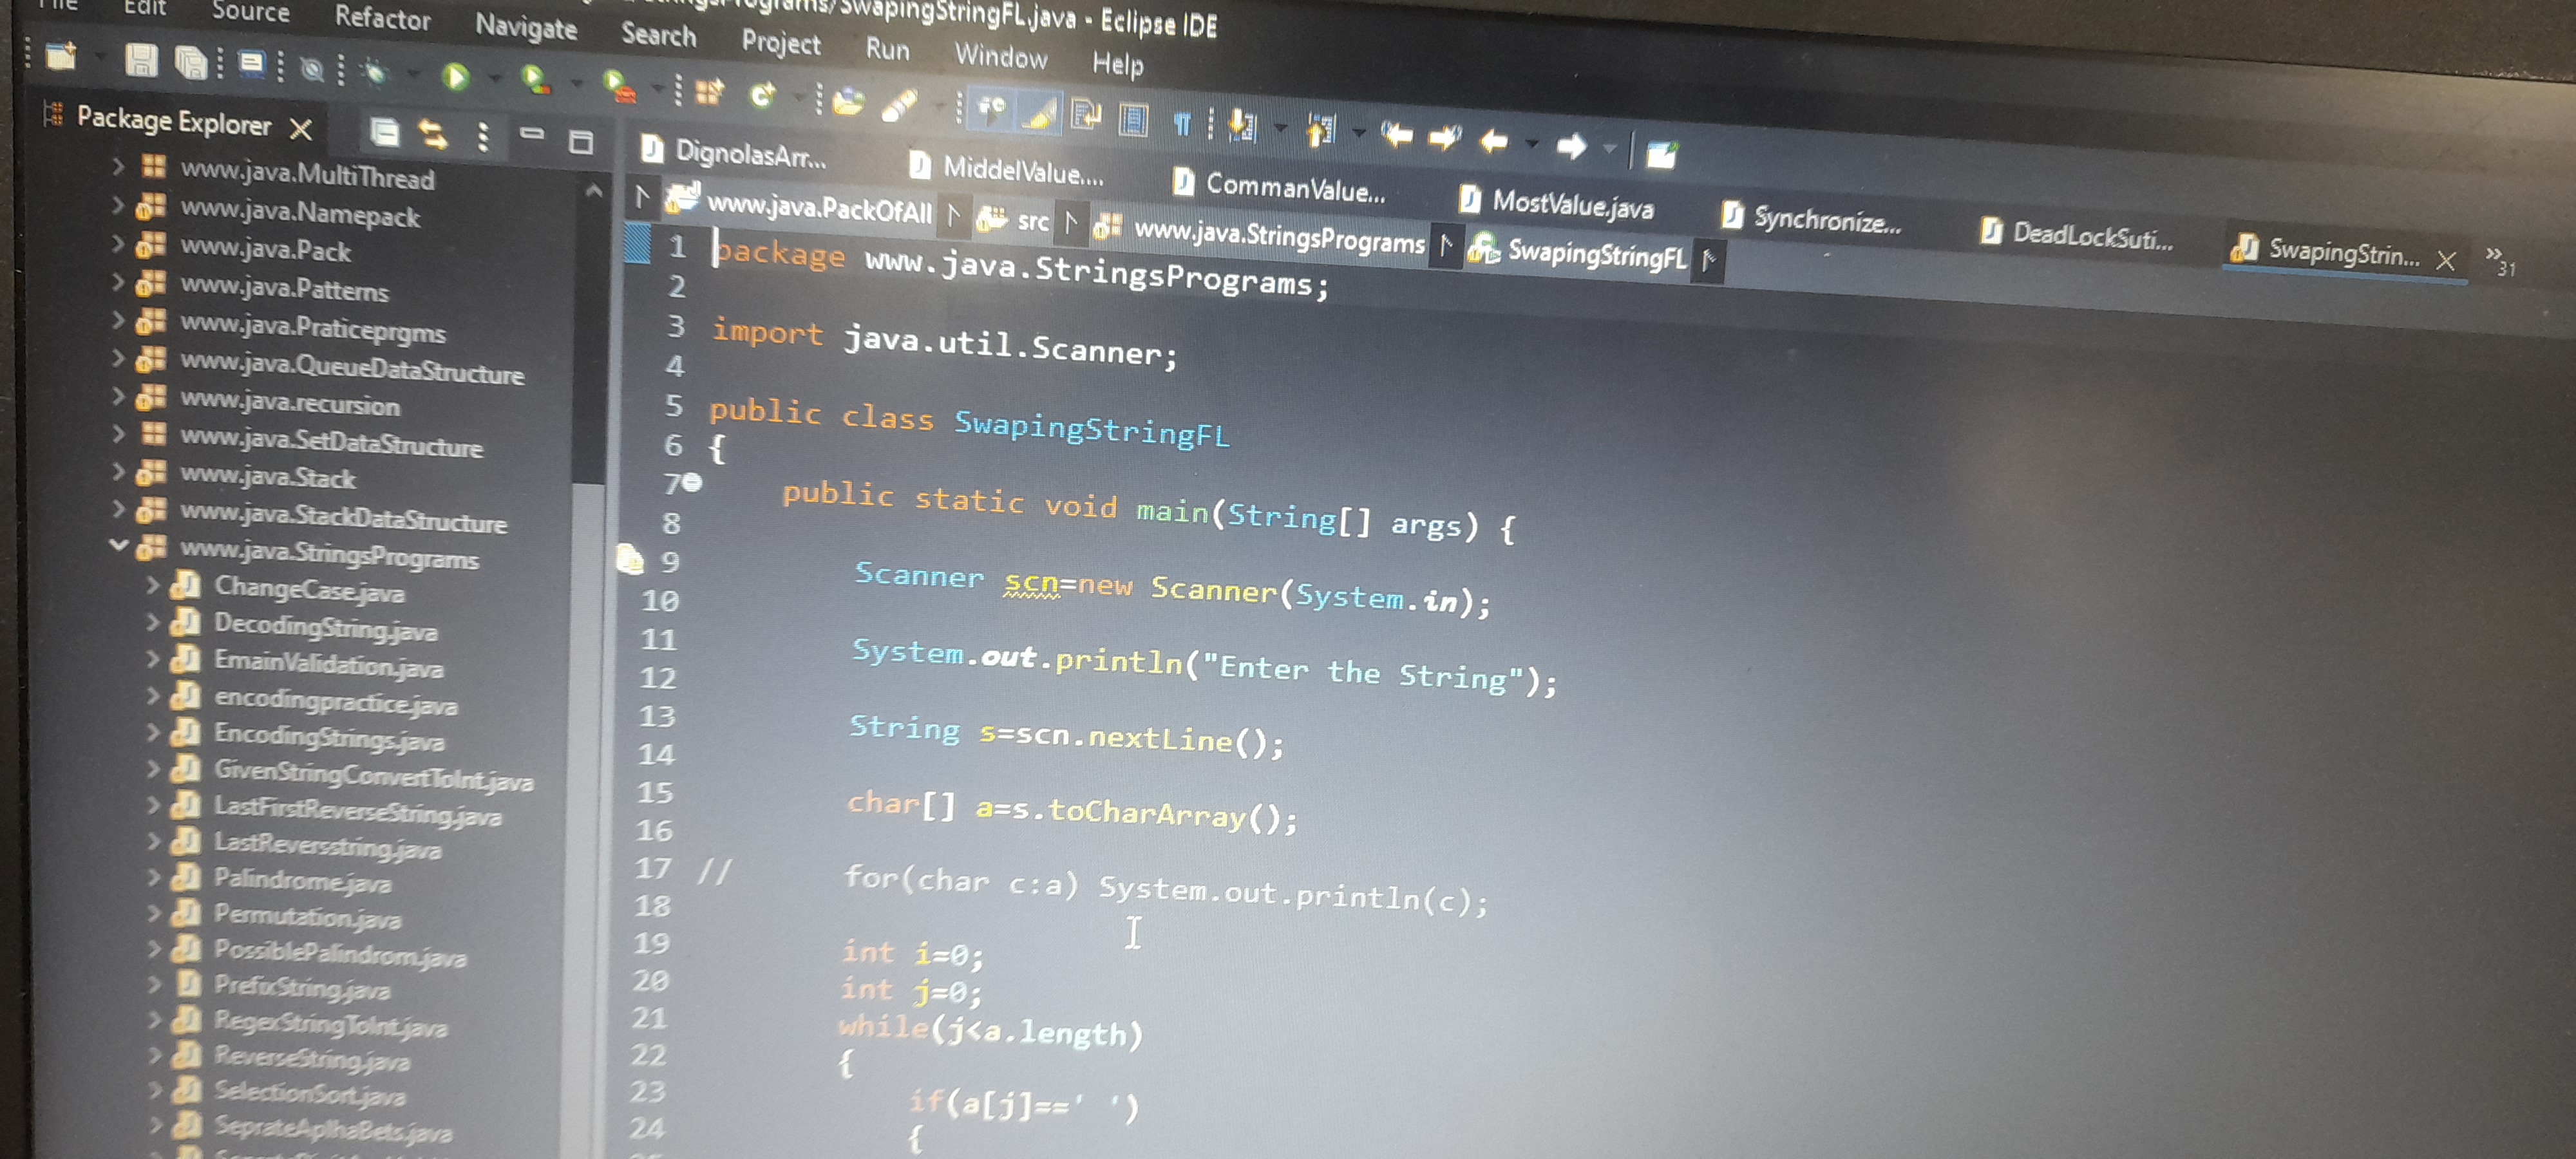 Edit Source Refactor Navigate Search Project Run Window Help
/SwapingStringFL.java - Eclipse IDE
Package Explorer
www.java.MultiThread
www.java.Namepack
www.java.Pack
www.java.Patterns
www.java.Praticeprgms
www.java.QueueDataStructure
www.java.recursion
www.java.SetDataStructure
www.java.Stack
www.java.StackDataStructure
www.java.StringsPrograms
ChangeCase.java
DecodingString.java
EmainValidation.java
encodingpractice.java
EncodingStrings.java
GivenStringConvertToInt.java
LastFirstReverseString.java
LastReversstring.java
Palindrome.java
Permutation.java
PossiblePalindrom.java
PrefixString.java
RegexStringToInt.java
ReverseString.java
SelectionSort.java
SeprateAplhaBets.java
DignolasArr... MiddelValue.... CommanValue... MostValue.java Synchronize... DeadLockSuti... SwapingStrin... 31
www.java.PackOfAll src www.java.StringsPrograms SwapingStringFL
1 package www.java.StringsPrograms;
2
3 import java.util.Scanner;
4
5 public class SwapingStringFL
6 {
7 public static void main(String[] args) {
8
9 Scanner scn=new Scanner(System.in);
10
11 System.out.println("Enter the String");
12
13 String s=scn.nextLine();
14
15 char[] a=s.toCharArray();
16
17 // for(char c:a) System.out.println(c);
18
19 int i=0;
20 int j=0;
21 while(j<a.length)
22 {
23 if(a[j]==' ')
24 {